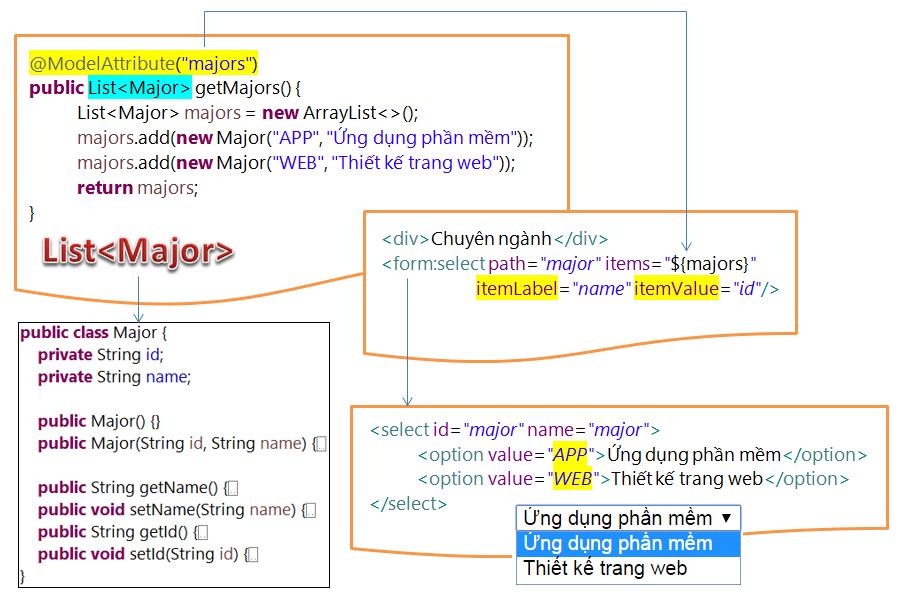 @ModelAttribute("majors")
public List<Major> getMajors() {
List<Major> majors = new ArrayList<>();
majors.add(new Major("APP", "Ứng dụng phần mềm"));
majors.add(new Major("WEB", "Thiết kế trang web"));
return majors;
}
List<Major>
<div>Chuyên ngành</div>
<form:select path="major" items="${majors}"
itemLabel="name" itemValue="id"/>
public class Major {
private String id;
private String name;
public Major() {}
public Major(String id, String name) {
public String getName() {
public void setName(String name) {
public String getId() {
public void setId(String id) {
}
<select id="major" name="major">
<option value="APP">Ứng dụng phần mềm</option>
<option value="WEB">Thiết kế trang web</option>
</select>
Ứng dụng phần mềm ▼
Ứng dụng phần mềm
Thiết kế trang web